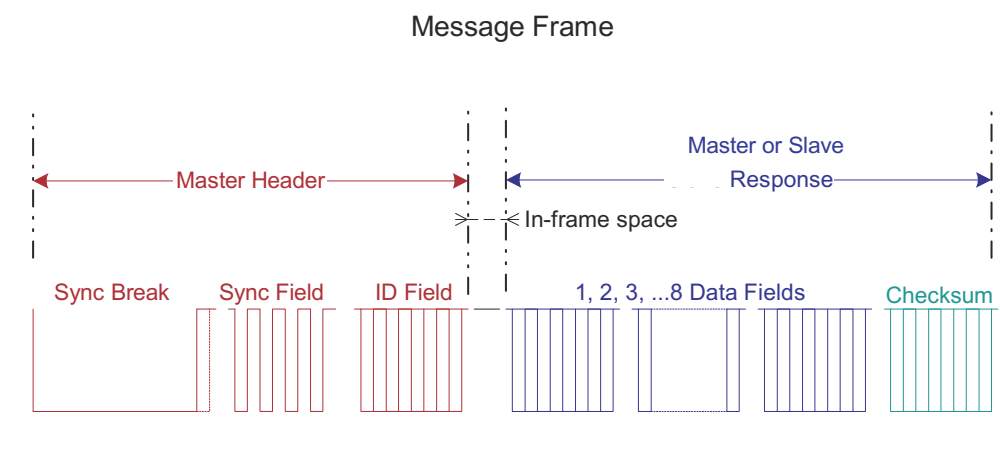 Message Frame
Master or Slave
Master Header
Response
In-frame space
Sync Break
Sync Field
ID Field
1, 2, 3, ...8 Data Fields
Checksum